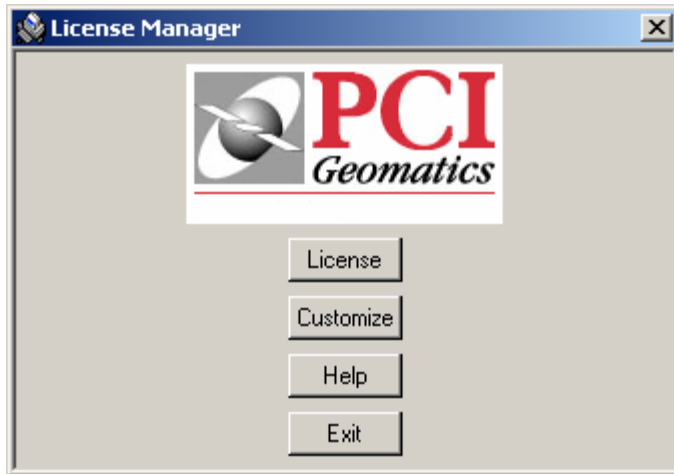 License Manager
PCI
Geomatics
License
Customize
Help
Exit